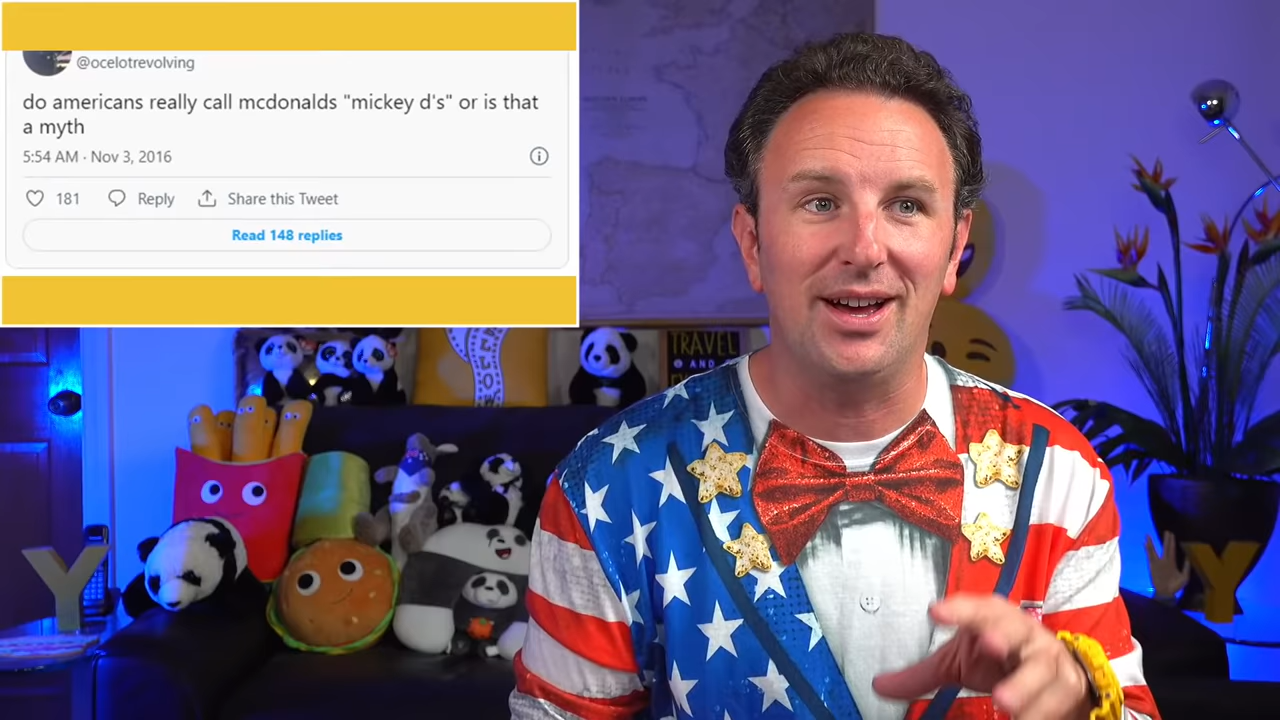 @ocelotrevolving
do americans really call mcdonalds "mickey d's" or is that
a myth
5:54 AM · Nov 3, 2016
181 Reply Share this Tweet
Read 148 replies
TRAVEL
AND
Y
Y